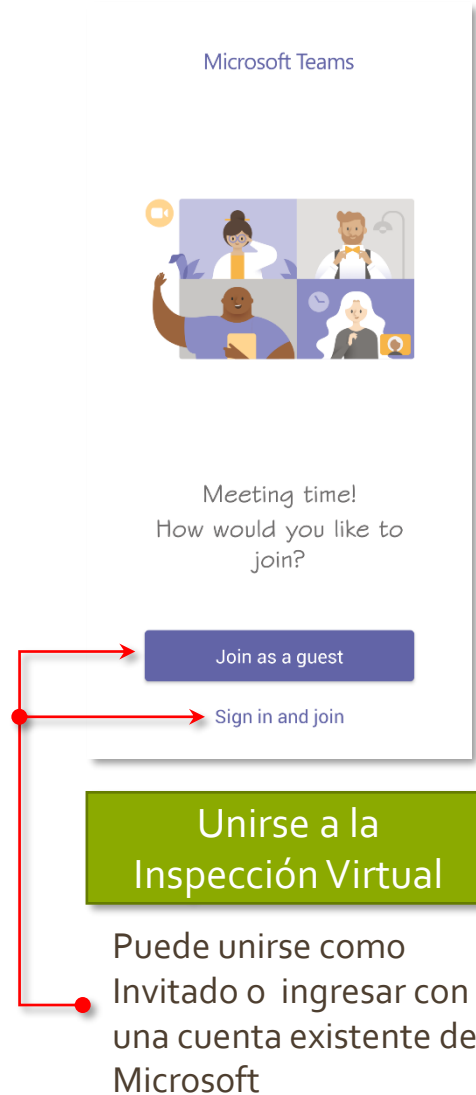 Microsoft Teams
Meeting time!
How would you like to
join?
Join as a guest
Sign in and join
Unirse a la
Inspección Virtual
Puede unirse como
Invitado o ingresar con
una cuenta existente de
Microsoft